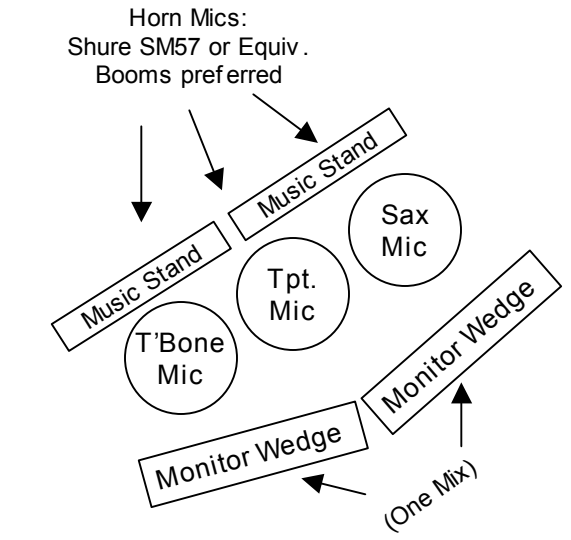 Horn Mics:
Shure SM57 or Equiv.
Booms preferred
Music Stand
Music Stand
Sax
Mic
Tpt.
Mic
T'Bone
Mic
Monitor Wedge
Monitor Wedge
(One Mix)